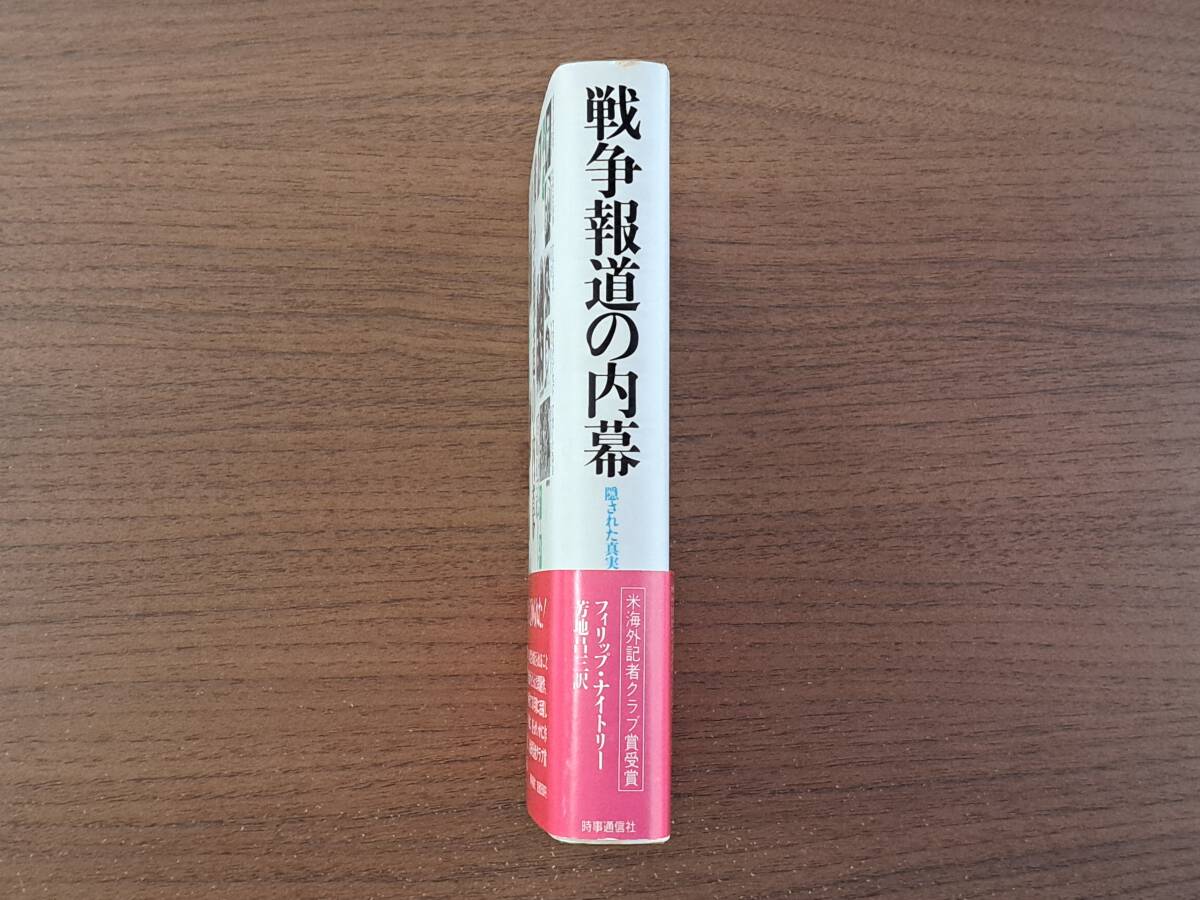 戦争報道の内幕
隠された真実
米海外記者クラブ賞受賞
フィリップ・ナイトリー
芳地昌三訳
時事通信社